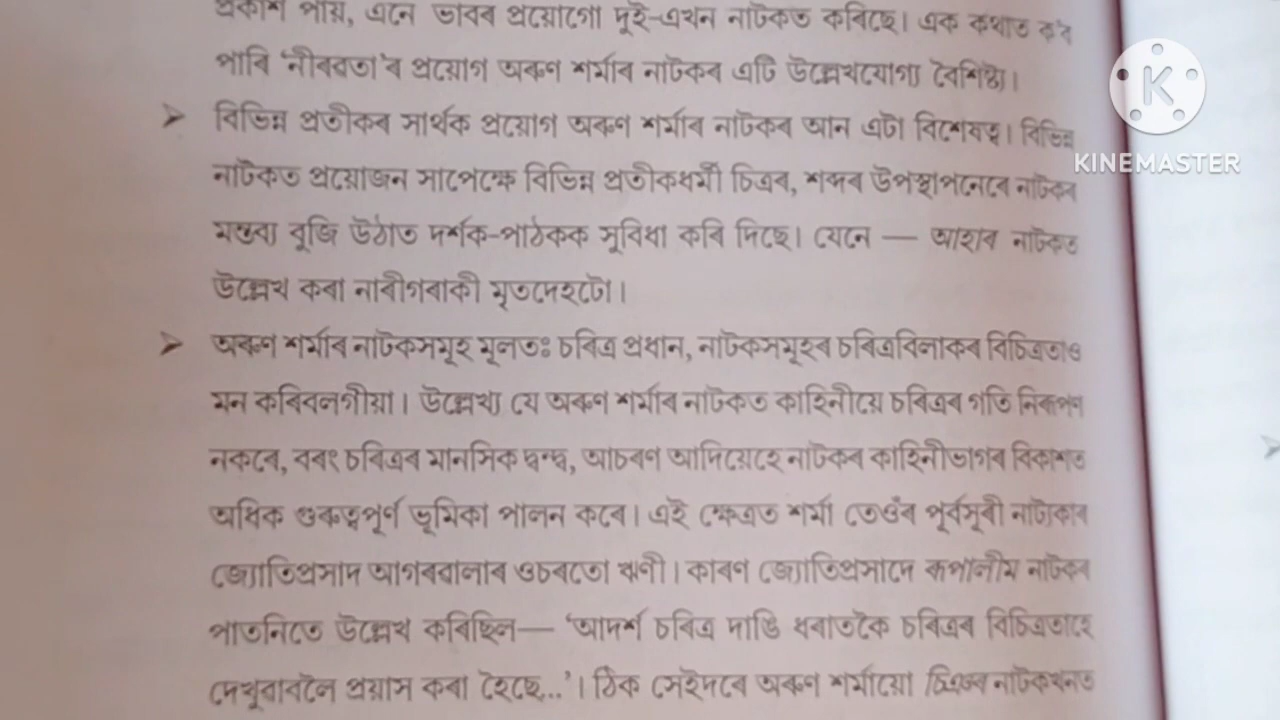 প্ৰকাশ পায়, এনে ভাবৰ প্ৰয়োগো দুই-এখন নাটকত কৰিছে। এক কথাত ক'ব
পাৰি 'নীৰৱতা'ৰ প্ৰয়োগ অৰুণ শৰ্মাৰ নাটকৰ এটি উল্লেখযোগ্য বৈশিষ্ট্য।
➤ বিভিন্ন প্ৰতীকৰ সাৰ্থক প্ৰয়োগ অৰুণ শৰ্মাৰ নাটকৰ আন এটা বিশেষত্ব। বিভিন্ন
নাটকত প্ৰয়োজন সাপেক্ষে বিভিন্ন প্ৰতীকধৰ্মী চিত্ৰৰ, শব্দৰ উপস্থাপনেৰে নাটকৰ
মন্তব্য বুজি উঠাত দৰ্শক-পাঠকক সুবিধা কৰি দিছে। যেনে — আহাৰ নাটকত
উল্লেখ কৰা নাৰীগৰাকী মৃতদেহটো।
➤ অৰুণ শৰ্মাৰ নাটকসমূহ মূলতঃ চৰিত্ৰ প্ৰধান, নাটকসমূহৰ চৰিত্ৰবিলাকৰ বিচিত্ৰতাও
মন কৰিবলগীয়া। উল্লেখ্য যে অৰুণ শৰ্মাৰ নাটকত কাহিনীয়ে চৰিত্ৰৰ গতি নিৰূপণ
নকৰে, বৰং চৰিত্ৰৰ মানসিক দ্বন্দ্ব, আচৰণ আদিয়েহে নাটকৰ কাহিনীভাগৰ বিকাশত
অধিক গুৰুত্বপূৰ্ণ ভূমিকা পালন কৰে। এই ক্ষেত্ৰত শৰ্মা তেওঁৰ পূৰ্বসূৰী নাট্যকাৰ
জ্যোতিপ্ৰসাদ আগৰৱালাৰ ওচৰতো ঋণী। কাৰণ জ্যোতিপ্ৰসাদে ৰূপালীম নাটকৰ
পাতনিতে উল্লেখ কৰিছিল— 'আদৰ্শ চৰিত্ৰ দাঙি ধৰাতকৈ চৰিত্ৰৰ বিচিত্ৰতাহে
দেখুৱাবলৈ প্ৰয়াস কৰা হৈছে...'। ঠিক সেইদৰে অৰুণ শৰ্মায়ো নাটকখনত
KINEMASTER